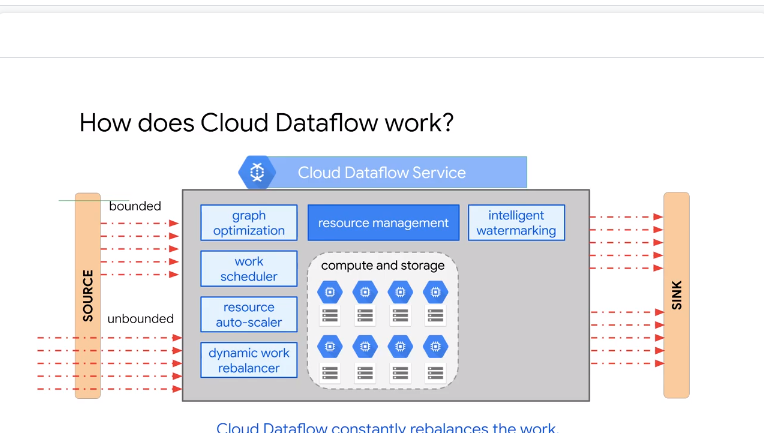 How does Cloud Dataflow work?
Cloud Dataflow Service
bounded
graph
optimization
resource management
intelligent
watermarking
work
scheduler
compute and storage
SOURCE
SINK
unbounded
resource
auto-scaler
dynamic work
rebalancer
Cloud Dataflow constantly rebalances the work.